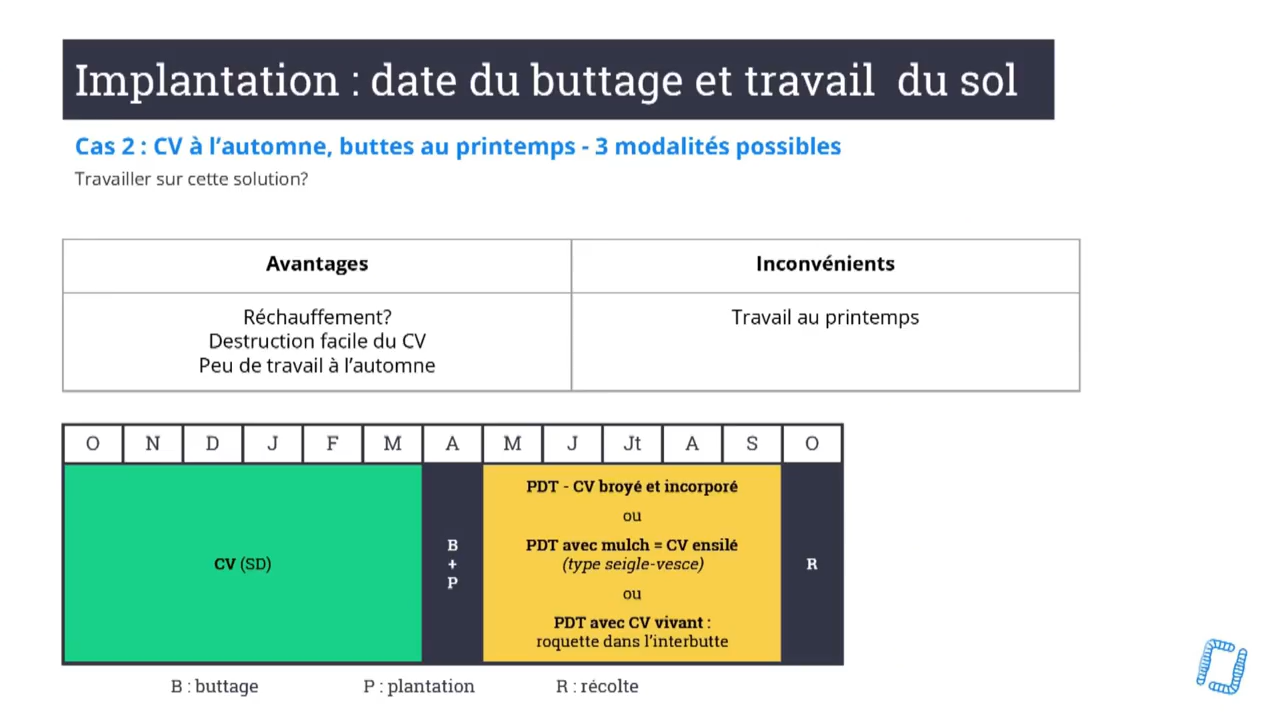 Implantation : date du buttage et travail  du sol
Cas 2 : CV à l’automne, buttes au printemps - 3 modalités possibles
Travailler sur cette solution?
Avantages
Inconvénients
Réchauffement?
Destruction facile du CV
Peu de travail à l’automne
Travail au printemps
O N D J F M A M J Jt A S O
CV (SD)
B
+
P
PDT - CV broyé et incorporé
ou
PDT avec mulch = CV ensilé
(type seigle-vesce)
ou
PDT avec CV vivant :
roquette dans l’interbutte
R
B : buttage P : plantation R : récolte